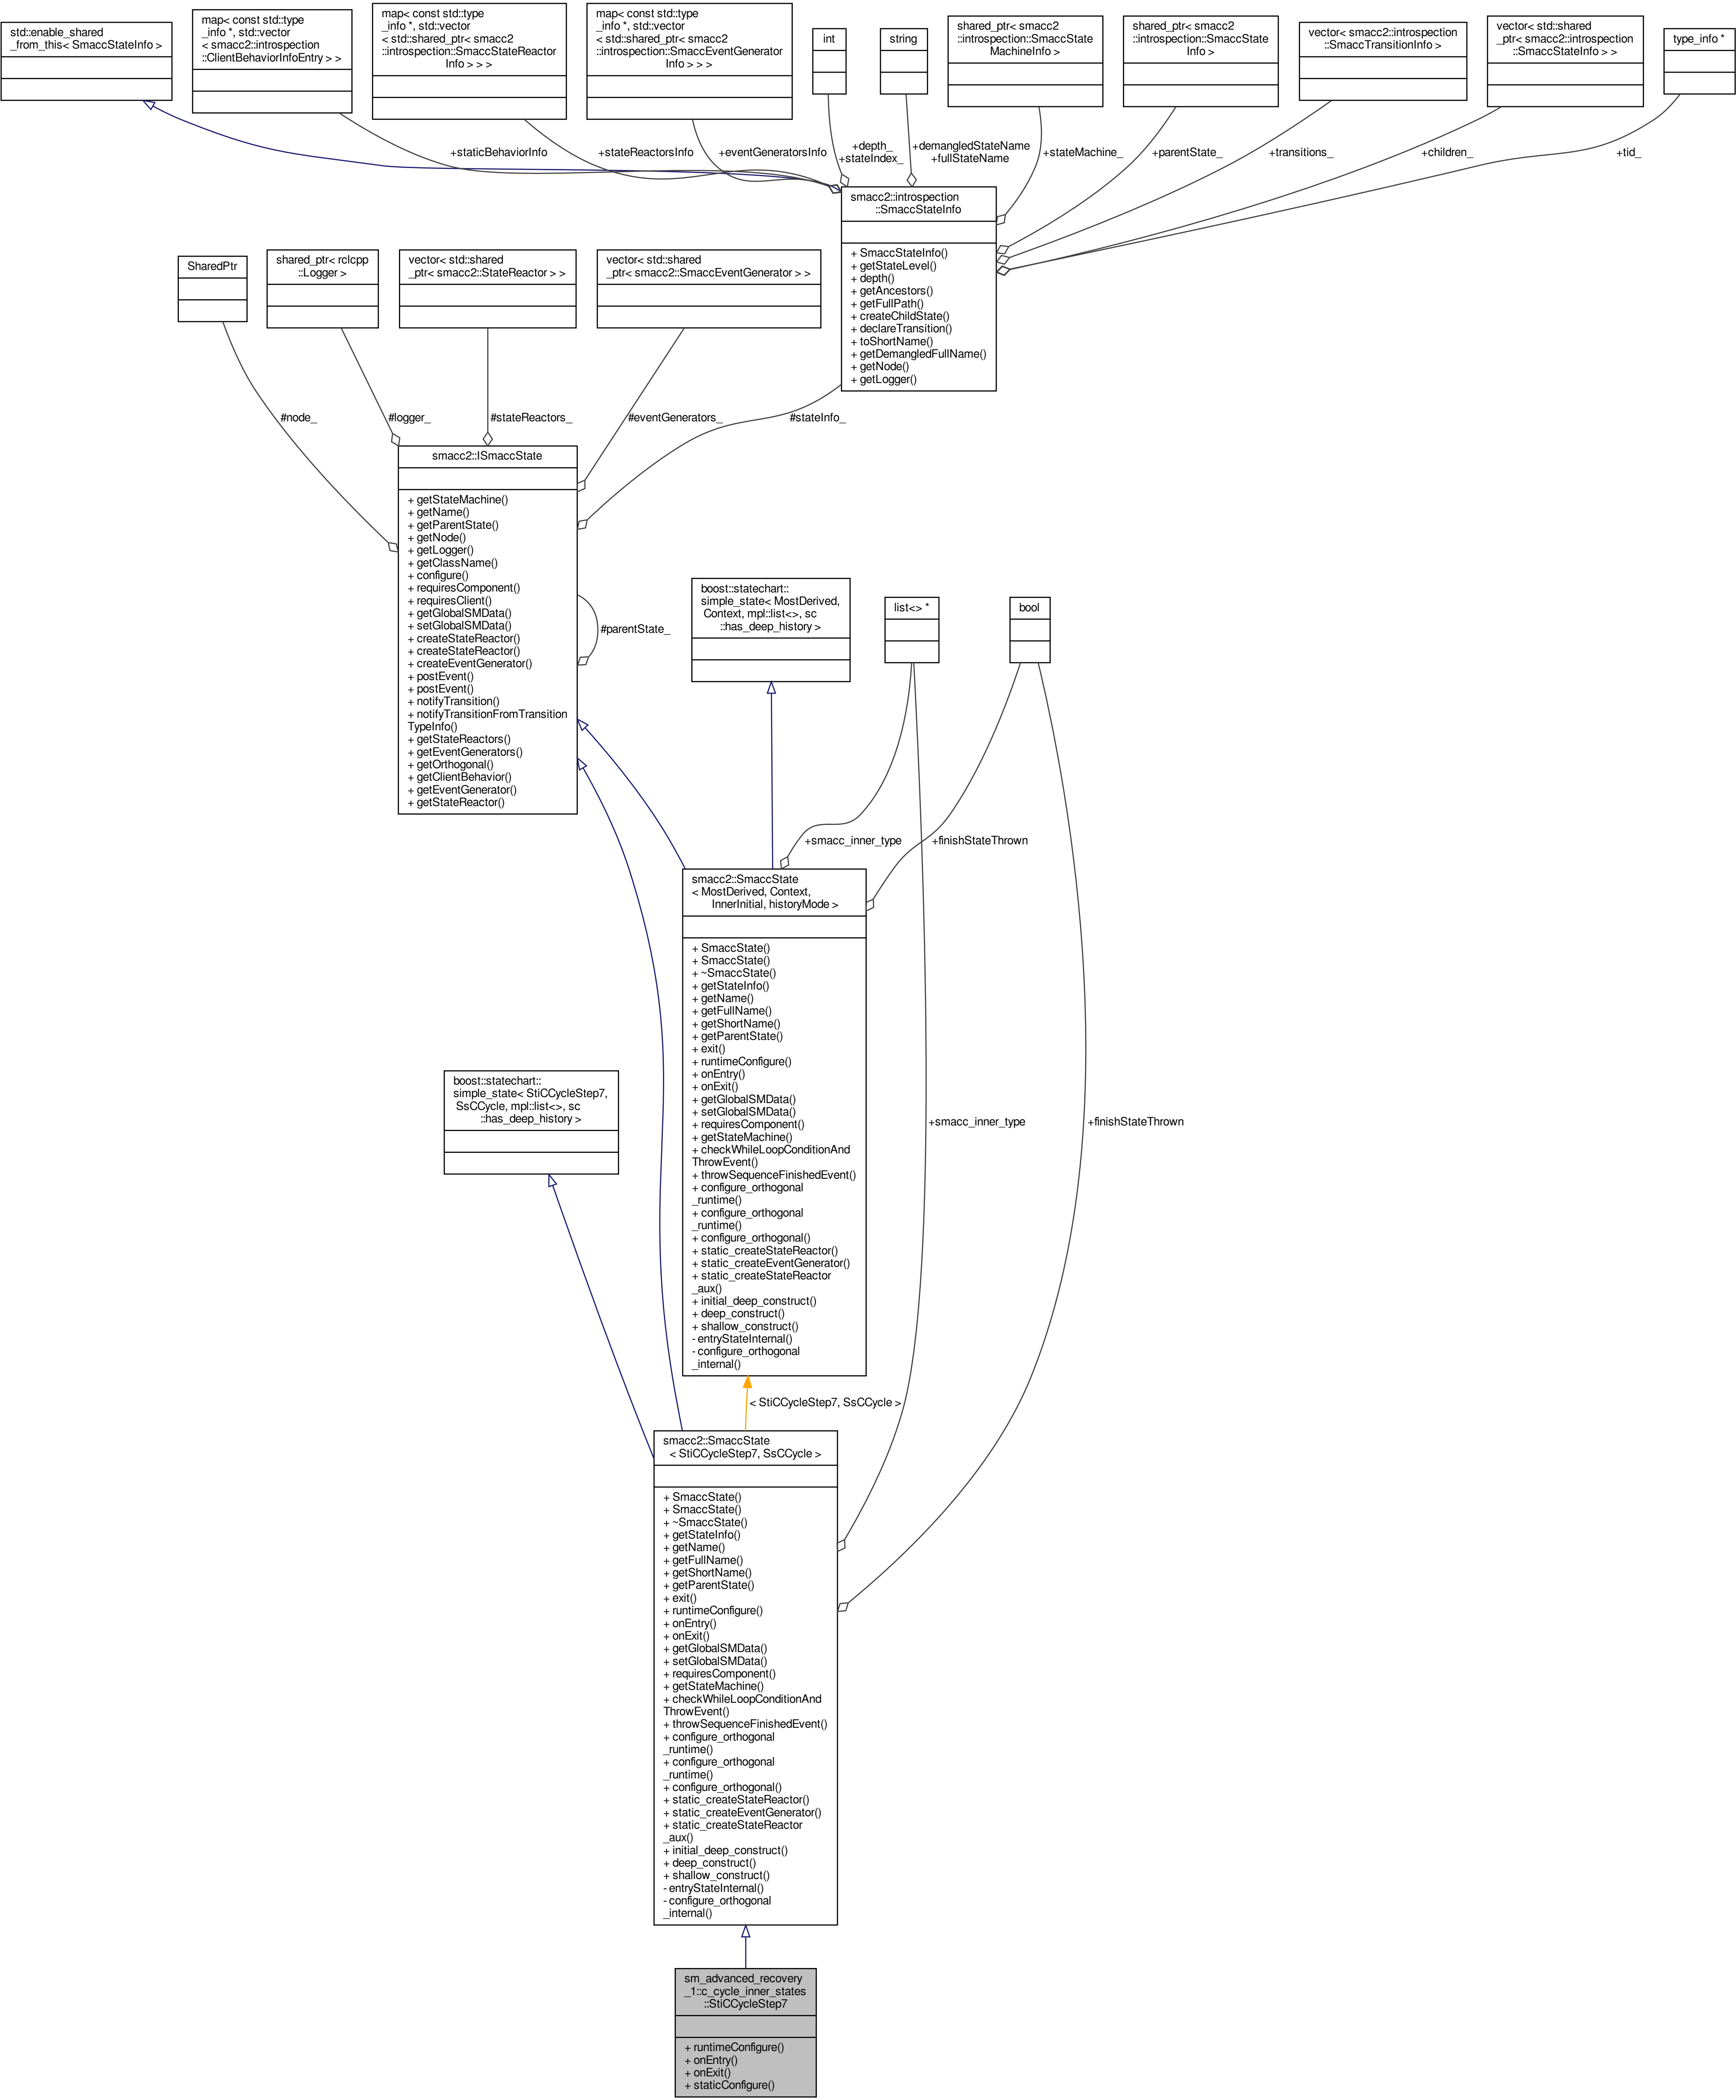 std::enable_shared
_from_this< SmaccStateInfo >
map< const std::type
_info *, std::vector
< smacc2::introspection
::ClientBehaviorInfoEntry > >
map< const std::type
_info *, std::vector
< std::shared_ptr< smacc2
::introspection::SmaccStateReactor
Info > > >
map< const std::type
_info *, std::vector
< std::shared_ptr< smacc2
::introspection::SmaccEventGenerator
Info > > >
int
string
shared_ptr< smacc2
::introspection::SmaccState
MachineInfo >
shared_ptr< smacc2
::introspection::SmaccState
Info >
vector< smacc2::introspection
::SmaccTransitionInfo >
vector< std::shared
_ptr< smacc2::introspection
::SmaccStateInfo > >
type_info *
+staticBehaviorInfo
+stateReactorsInfo
+eventGeneratorsInfo
+depth_
+stateIndex_
+demangledStateName
+fullStateName
+stateMachine_
+parentState_
+transitions_
+children_
+tid_
smacc2::introspection
::SmaccStateInfo
+ SmaccStateInfo()
+ getStateLevel()
+ depth()
+ getAncestors()
+ getFullPath()
+ createChildState()
+ declareTransition()
+ toShortName()
+ getDemangledFullName()
+ getNode()
+ getLogger()
SharedPtr
shared_ptr< rclcpp
::Logger >
vector< std::shared
_ptr< smacc2::StateReactor > >
vector< std::shared
_ptr< smacc2::SmaccEventGenerator > >
#node_
#logger_
#stateReactors_
#eventGenerators_
#stateInfo_
smacc2::ISmaccState
+ getStateMachine()
+ getName()
+ getParentState()
+ getNode()
+ getLogger()
+ getClassName()
+ configure()
+ requiresComponent()
+ requiresClient()
+ getGlobalSMData()
+ setGlobalSMData()
+ createStateReactor()
+ createStateReactor()
+ createEventGenerator()
+ postEvent()
+ postEvent()
+ notifyTransition()
+ notifyTransitionFromTransition
TypeInfo()
+ getStateReactors()
+ getEventGenerators()
+ getOrthogonal()
+ getClientBehavior()
+ getEventGenerator()
+ getStateReactor()
#parentState_
boost::statechart::
simple_state< MostDerived,
Context, mpl::list<>, sc
::has_deep_history >
list<> *
bool
+smacc_inner_type
+finishStateThrown
smacc2::SmaccState
< MostDerived, Context,
InnerInitial, historyMode >
+ SmaccState()
+ SmaccState()
+ ~SmaccState()
+ getStateInfo()
+ getName()
+ getFullName()
+ getShortName()
+ getParentState()
+ exit()
+ runtimeConfigure()
+ onEntry()
+ onExit()
+ getGlobalSMData()
+ setGlobalSMData()
+ requiresComponent()
+ getStateMachine()
+ checkWhileLoopConditionAnd
ThrowEvent()
+ throwSequenceFinishedEvent()
+ configure_orthogonal
_runtime()
+ configure_orthogonal
_runtime()
+ configure_orthogonal()
+ static_createStateReactor()
+ static_createEventGenerator()
+ static_createStateReactor
_aux()
+ initial_deep_construct()
+ deep_construct()
+ shallow_construct()
- entryStateInternal()
- configure_orthogonal
_internal()
boost::statechart::
simple_state< StiCCycleStep7,
SsCCycle, mpl::list<>, sc
::has_deep_history >
+smacc_inner_type
+finishStateThrown
< StiCCycleStep7, SsCCycle >
smacc2::SmaccState
< StiCCycleStep7, SsCCycle >
+ SmaccState()
+ SmaccState()
+ ~SmaccState()
+ getStateInfo()
+ getName()
+ getFullName()
+ getShortName()
+ getParentState()
+ exit()
+ runtimeConfigure()
+ onEntry()
+ onExit()
+ getGlobalSMData()
+ setGlobalSMData()
+ requiresComponent()
+ getStateMachine()
+ checkWhileLoopConditionAnd
ThrowEvent()
+ throwSequenceFinishedEvent()
+ configure_orthogonal
_runtime()
+ configure_orthogonal
_runtime()
+ configure_orthogonal()
+ static_createStateReactor()
+ static_createEventGenerator()
+ static_createStateReactor
_aux()
+ initial_deep_construct()
+ deep_construct()
+ shallow_construct()
- entryStateInternal()
- configure_orthogonal
_internal()
sm_advanced_recovery
_1::c_cycle_inner_states
::StiCCycleStep7
+ runtimeConfigure()
+ onEntry()
+ onExit()
+ staticConfigure()